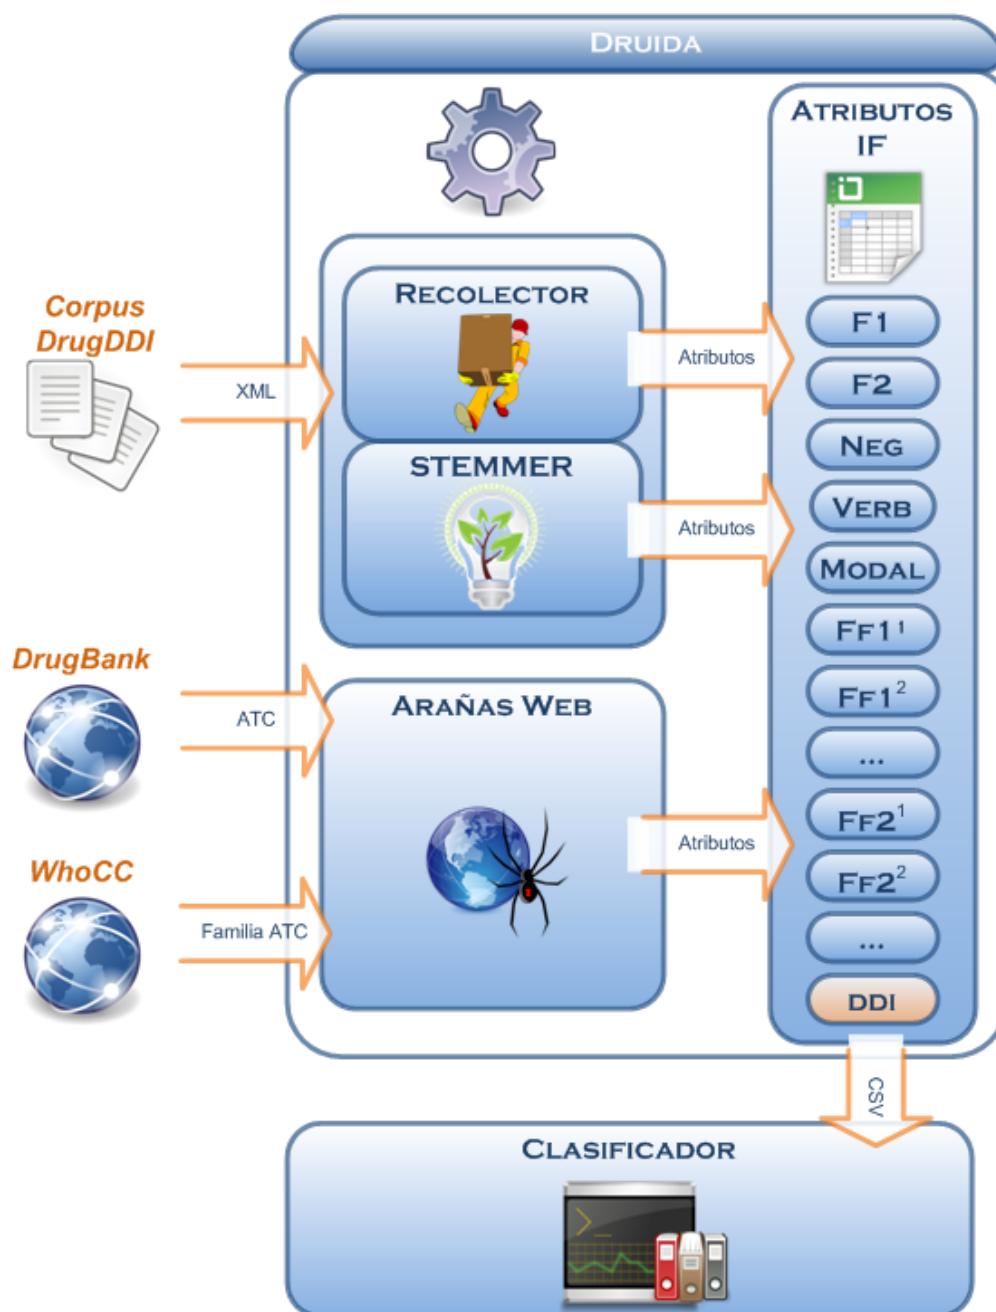 DRUIDA
ATRIBUTOS
IF
Corpus
DrugDDI
XML
RECOLECTOR
Atributos
STEMMER
Atributos
F1
F2
NEG
VERB
MODAL
FF1¹
FF1²
...
FF2¹
FF2²
...
DDI
DrugBank
ATC
ARAÑAS WEB
Atributos
WhoCC
Familia ATC
CSV
CLASIFICADOR